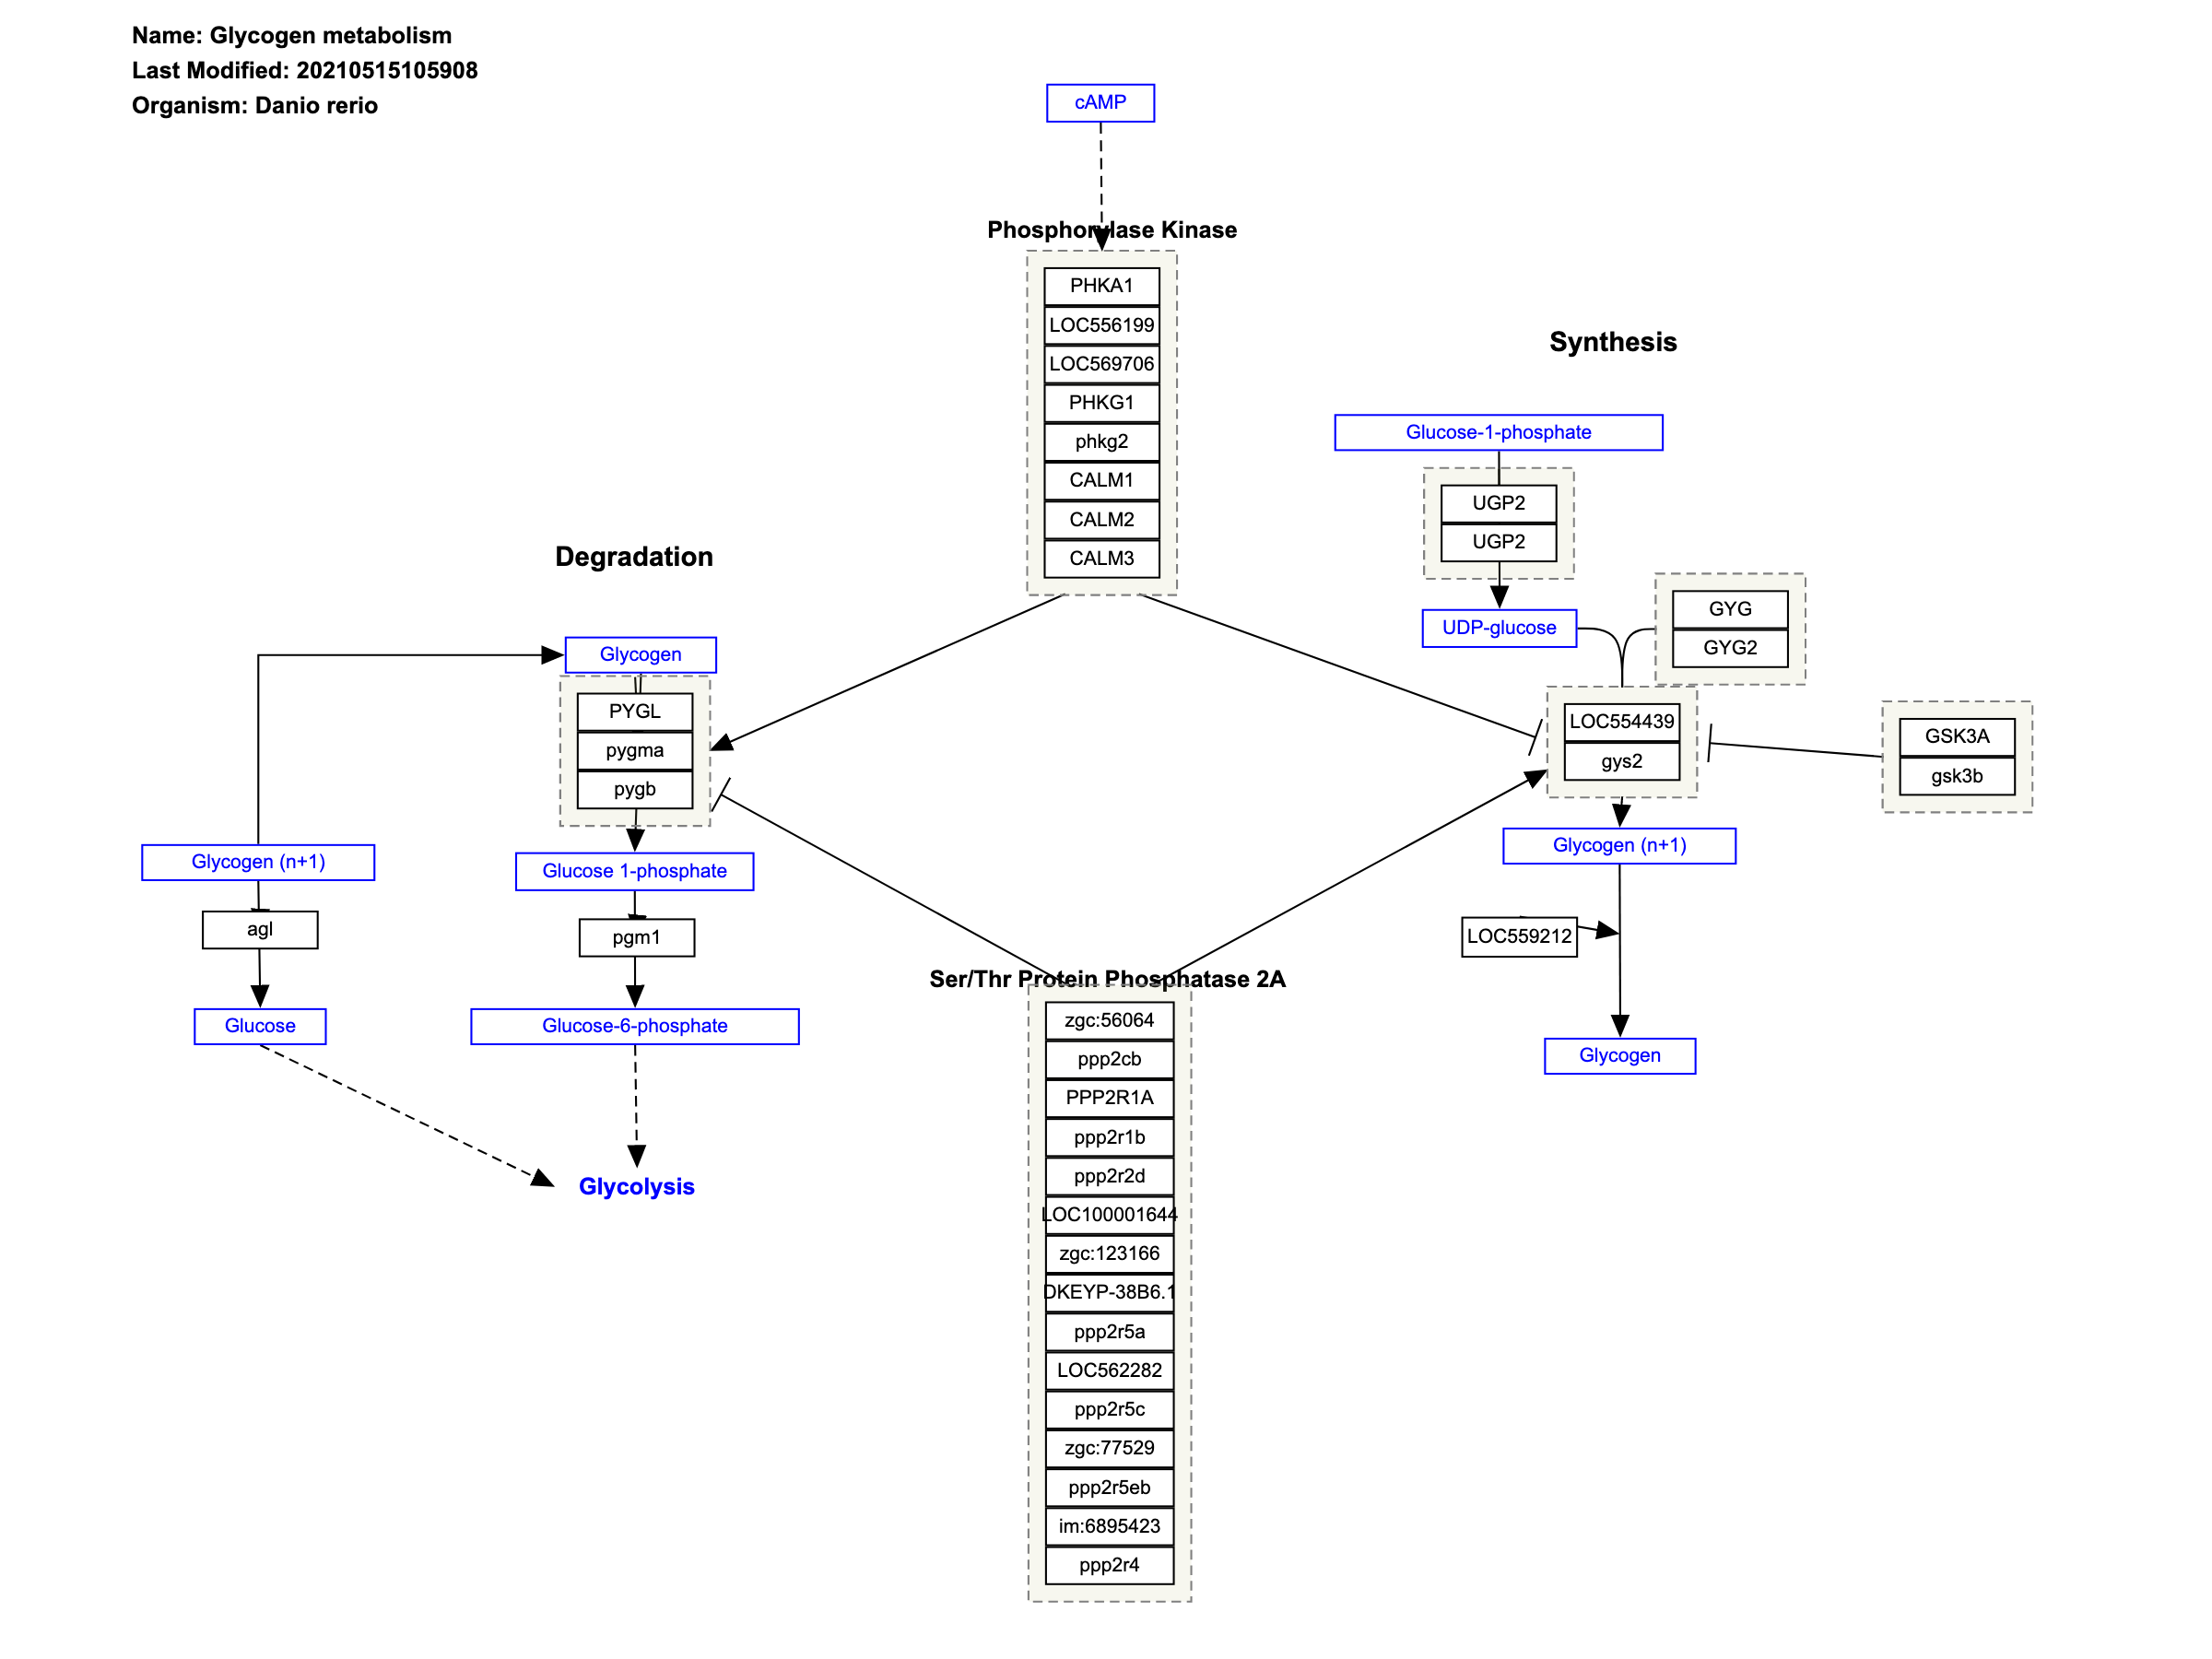 Name: Glycogen metabolism
Last Modified: 20210515105908
Organism: Danio rerio
cAMP
Phosphorylase Kinase
PHKA1
LOC556199
LOC569706
PHKG1
phkg2
CALM1
CALM2
CALM3
Synthesis
Glucose-1-phosphate
UGP2
UGP2
UDP-glucose
GYG
GYG2
LOC554439
gys2
GSK3A
gsk3b
Glycogen (n+1)
LOC559212
Glycogen
Degradation
Glycogen
PYGL
pygma
pygb
Glycogen (n+1)
agl
Glucose
Glucose 1-phosphate
pgm1
Glucose-6-phosphate
Glycolysis
Ser/Thr Protein Phosphatase 2A
zgc:56064
ppp2cb
PPP2R1A
ppp2r1b
ppp2r2d
LOC100001644
zgc:123166
DKEYP-38B6.1
ppp2r5a
LOC562282
ppp2r5c
zgc:77529
ppp2r5eb
im:6895423
ppp2r4